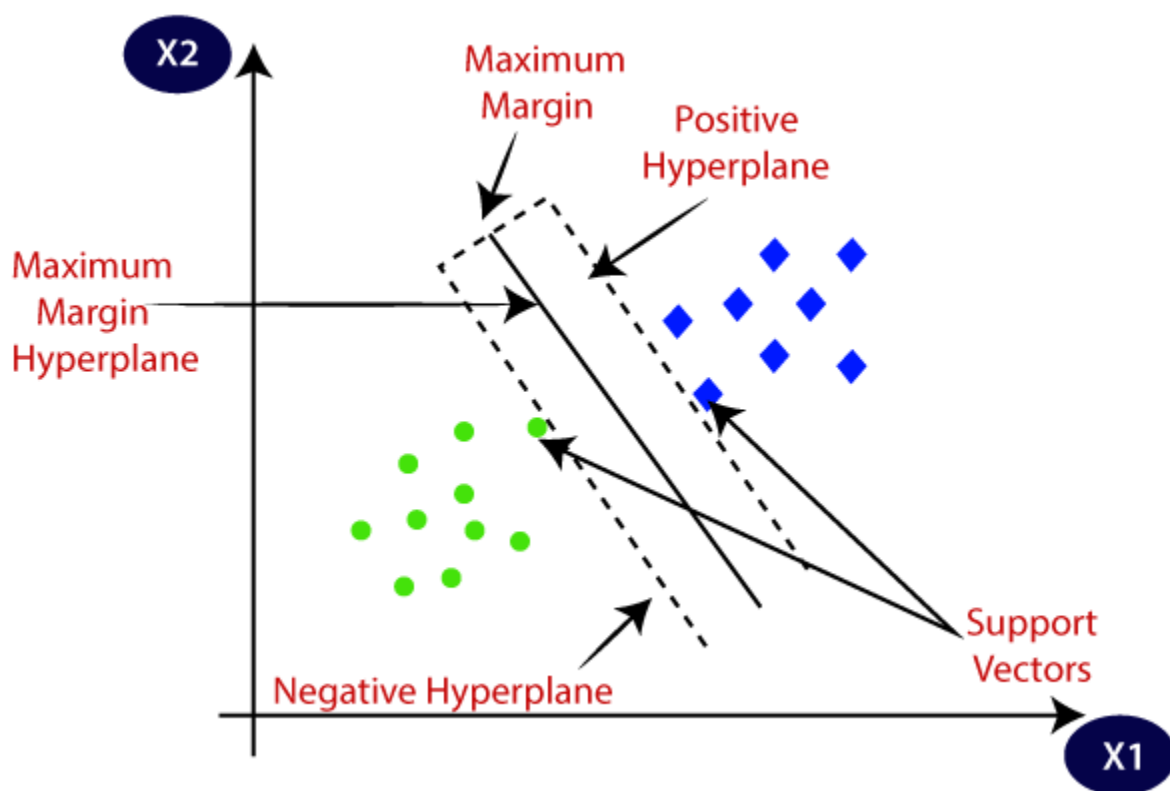 X2
Maximum
Margin
Positive
Hyperplane
Maximum
Margin
Hyperplane
Support
Vectors
Negative Hyperplane
X1